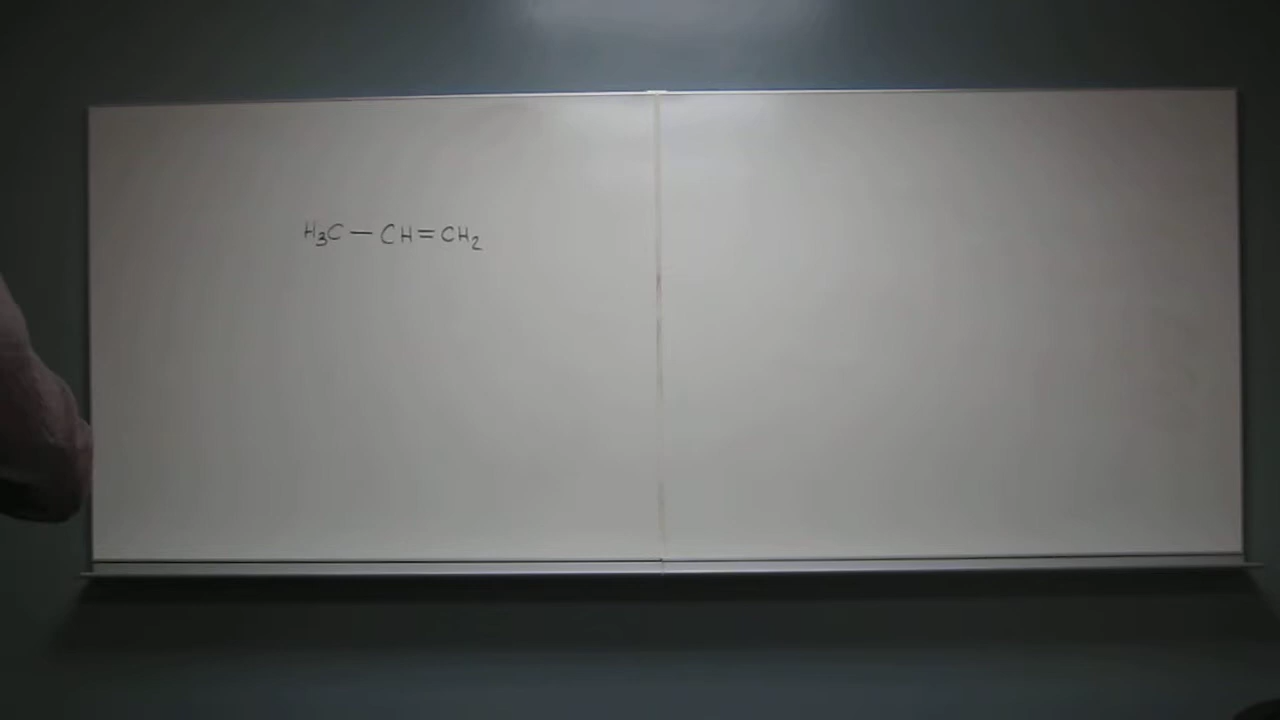 H₃C — CH = CH₂